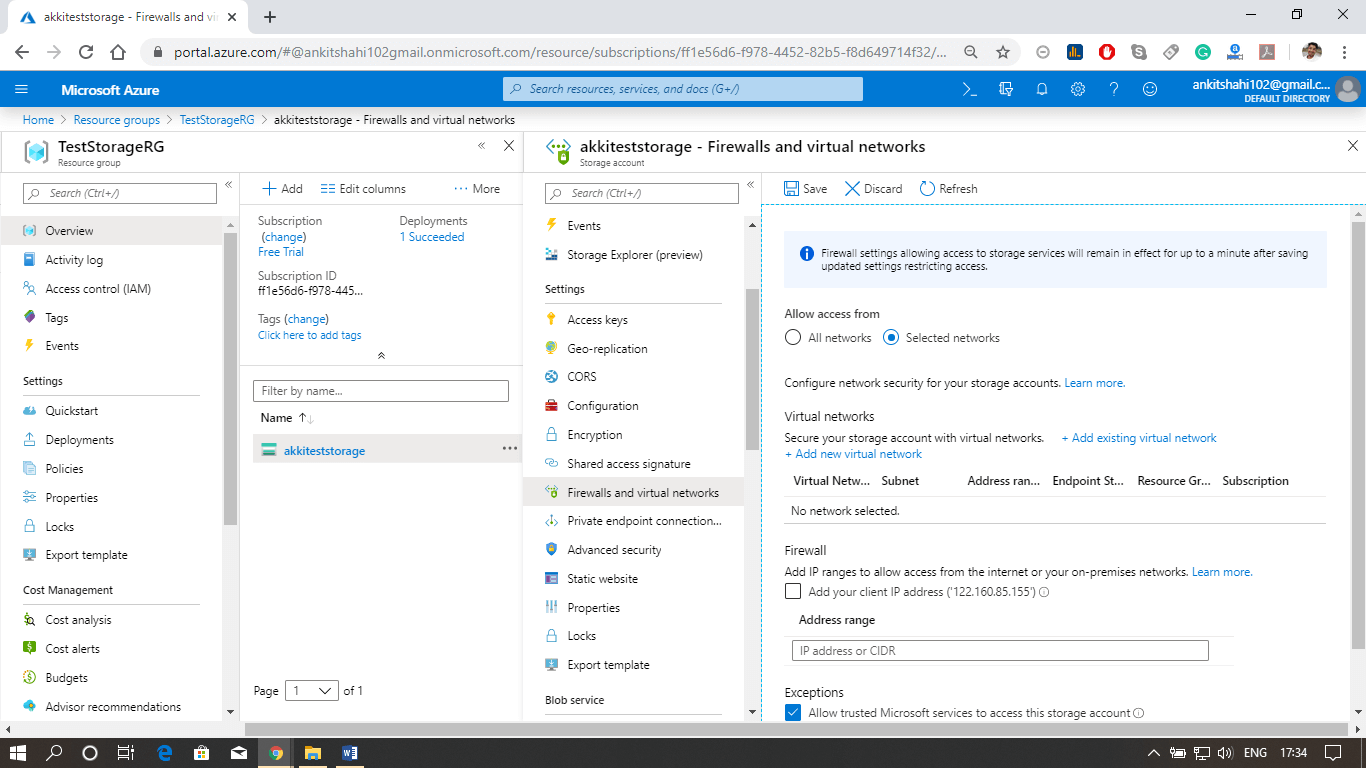 akkiteststorage - Firewalls and vi
portal.azure.com/#@ankitshahi102gmail.onmicrosoft.com/resource/subscriptions/ff1e56d6-f978-4452-82b5-f8d649714f32/...
Microsoft Azure
Search resources, services, and docs (G+/)
ankitshahi102@gmail.c...
DEFAULT DIRECTORY
Home > Resource groups > TestStorageRG > akkiteststorage - Firewalls and virtual networks
TestStorageRG
Resource group
Search (Ctrl+/)
Overview
Activity log
Access control (IAM)
Tags
Events
Settings
Quickstart
Deployments
Policies
Properties
Locks
Export template
Cost Management
Cost analysis
Cost alerts
Budgets
Advisor recommendations
Add
Edit columns
More
Subscription
(change)
Free Trial
Deployments
1 Succeeded
Subscription ID
ff1e56d6-f978-445...
Tags (change)
Click here to add tags
Filter by name...
Name
akkiteststorage
Page 1 of 1
akkiteststorage - Firewalls and virtual networks
Storage account
Search (Ctrl+/)
Events
Storage Explorer (preview)
Settings
Access keys
Geo-replication
CORS
Configuration
Encryption
Shared access signature
Firewalls and virtual networks
Private endpoint connection...
Advanced security
Static website
Properties
Locks
Export template
Blob service
Save
Discard
Refresh
Firewall settings allowing access to storage services will remain in effect for up to a minute after saving
updated settings restricting access.
Allow access from
All networks
Selected networks
Configure network security for your storage accounts. Learn more.
Virtual networks
Secure your storage account with virtual networks. + Add existing virtual network
+ Add new virtual network
Virtual Netw... Subnet Address ran... Endpoint St... Resource Gr... Subscription
No network selected.
Firewall
Add IP ranges to allow access from the internet or your on-premises networks. Learn more.
Add your client IP address ('122.160.85.155')
Address range
IP address or CIDR
Exceptions
Allow trusted Microsoft services to access this storage account
ENG
17:34